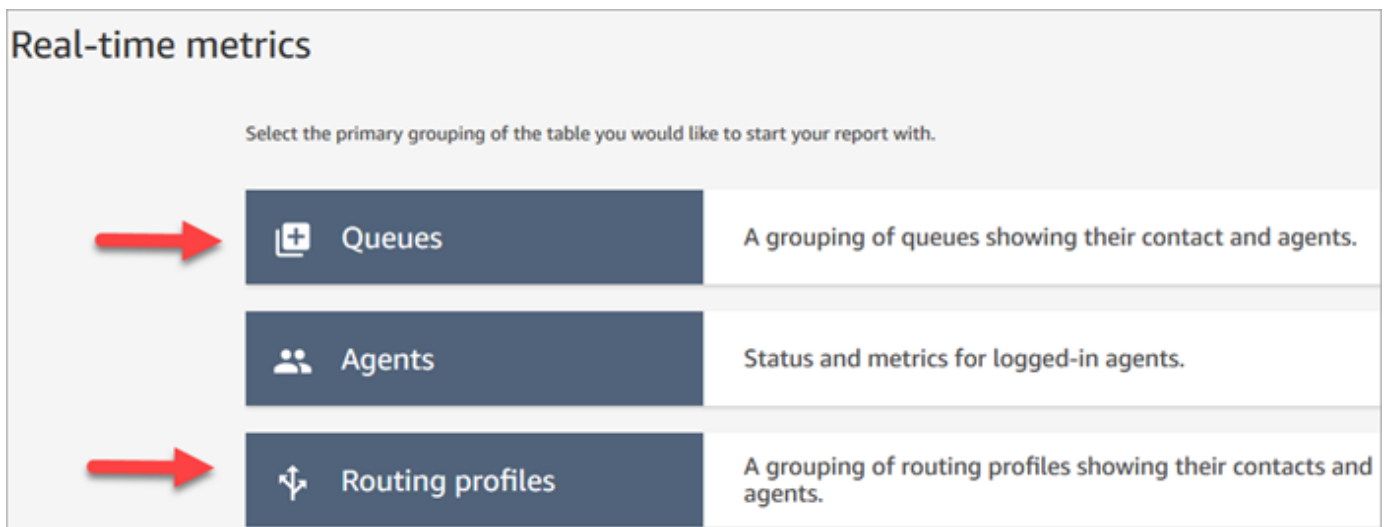 Real-time metrics
Select the primary grouping of the table you would like to start your report with.
Queues
A grouping of queues showing their contact and agents.
Agents
Status and metrics for logged-in agents.
Routing profiles
A grouping of routing profiles showing their contacts and
agents.